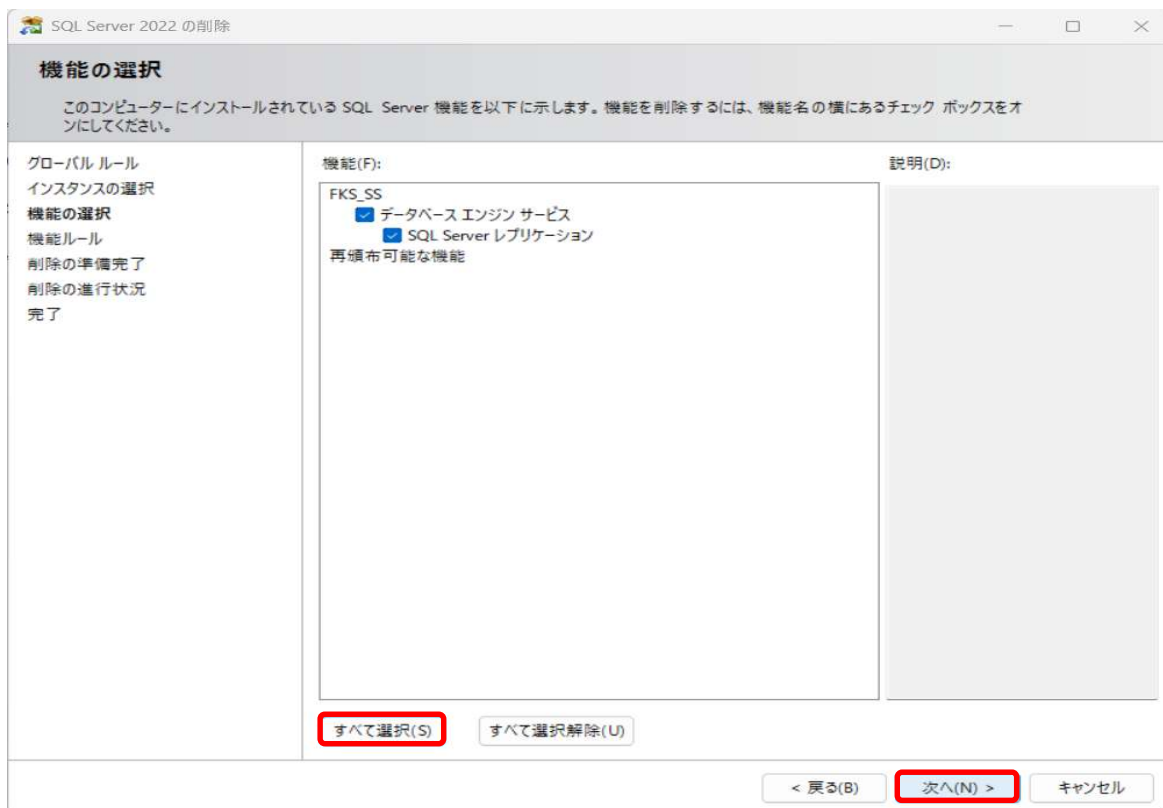 SQL Server 2022 の削除
機能の選択
このコンピューターにインストールされている SQL Server 機能を以下に示します。機能を削除するには、機能名の横にあるチェック ボックスをオ
ンにしてください。
グローバル ルール
インスタンスの選択
機能の選択
機能ルール
削除の準備完了
削除の進行状況
完了
機能(F):
FKS_SS
データベース エンジン サービス
SQL Server レプリケーション
再頒布可能な機能
説明(D):
すべて選択(S)
すべて選択解除(U)
< 戻る(B)
次へ(N) >
キャンセル